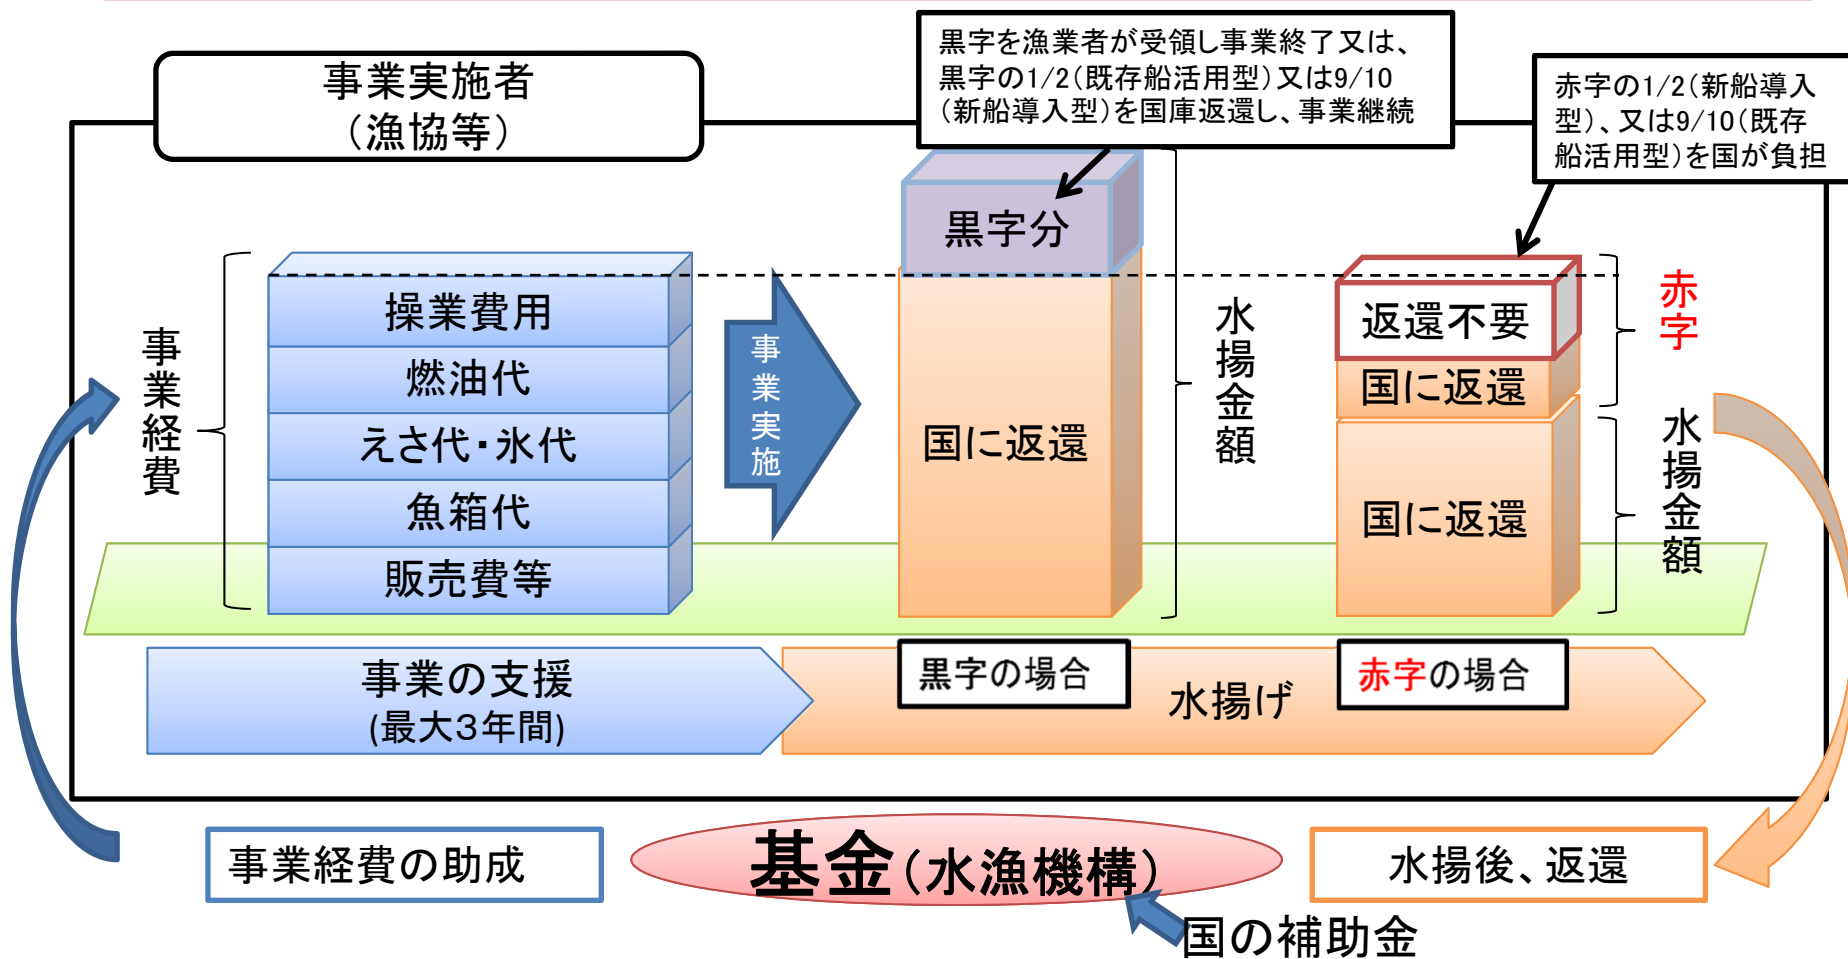 事業実施者
（漁協等）
黒字を漁業者が受領し事業終了又は、
黒字の1/2（既存船活用型）又は9/10
（新船導入型）を国庫返還し、事業継続
赤字の1/2（新船導入
型）、又は9/10（既存
船活用型）を国が負担
事業経費
操業費用
燃油代
えさ代・氷代
魚箱代
販売費等
事業実施
黒字分
国に返還
水揚金額
返還不要
国に返還
国に返還
赤字
水揚金額
事業の支援
(最大３年間)
黒字の場合
水揚げ
赤字の場合
事業経費の助成
基金（水漁機構）
水揚後、返還
国の補助金